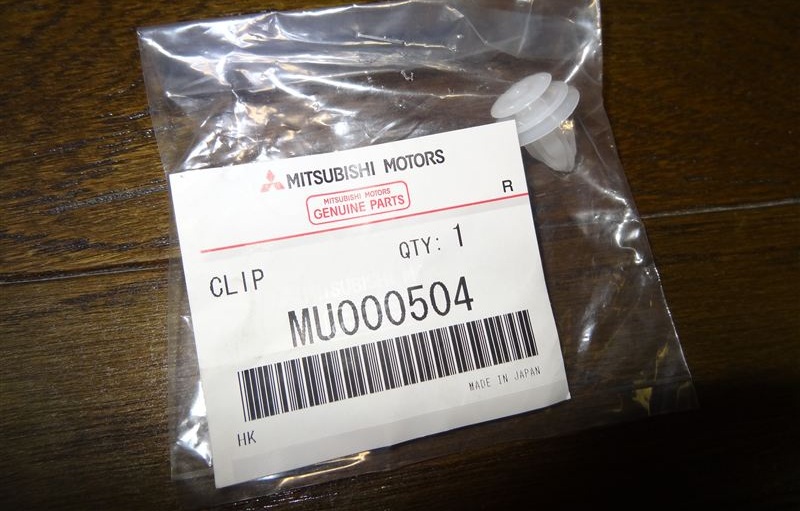 MITSUBISHI MOTORS
MITSUBISHI MOTORS
GENUINE PARTS
R
CLIP
QTY: 1
MU000504
MADE IN JAPAN
HK